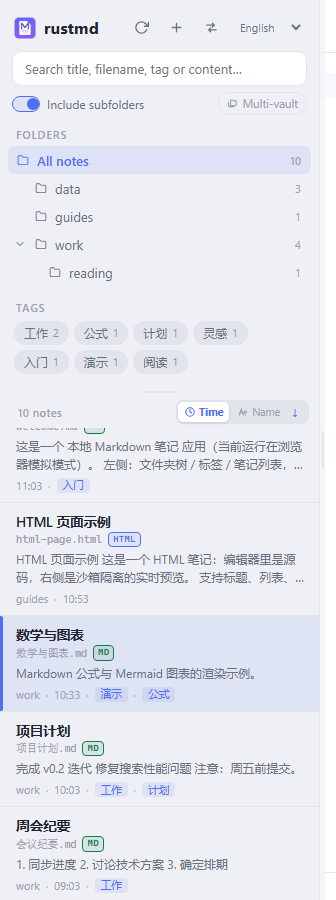 rustmd
English
Search title, filename, tag or content...
Include subfolders
Multi-vault
FOLDERS
All notes 10
data 3
guides 1
work 4
reading 1
TAGS
工作 2 公式 1 计划 1 灵感 1
入门 1 演示 1 阅读 1
10 notes
Time
Name ↓
这是一个 本地 Markdown 笔记 应用（当前运行在浏览
器模拟模式）。 左侧：文件夹树 / 标签 / 笔记列表，...
11:03 · 入门
HTML 页面示例
html-page.html HTML
HTML 页面示例 这是一个 HTML 笔记：编辑器里是源
码，右侧是沙箱隔离的实时预览。 支持标题、列表、...
guides · 10:53
数学与图表
数学与图表.md MD
Markdown 公式与 Mermaid 图表的渲染示例。
work · 10:33 · 演示 · 公式
项目计划
项目计划.md MD
完成 v0.2 迭代 修复搜索性能问题 注意：周五前提交。
work · 10:03 · 工作 · 计划
周会纪要
会议纪要.md MD
1. 同步进度 2. 讨论技术方案 3. 确定排期
work · 09:03 · 工作